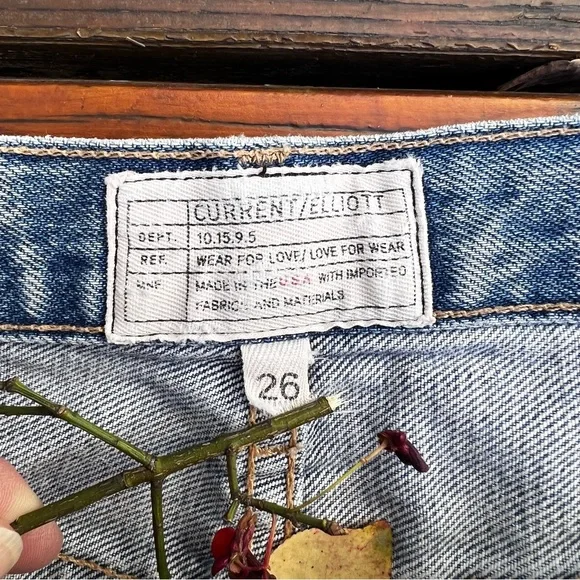 CURRENT/ELLIOTT
DEPT. 10.15.9.5
REF. WEAR FOR LOVE/LOVE FOR WEAR
MNF. MADE IN THE U.S.A. WITH IMPORTED
FABRICS AND MATERIALS
26